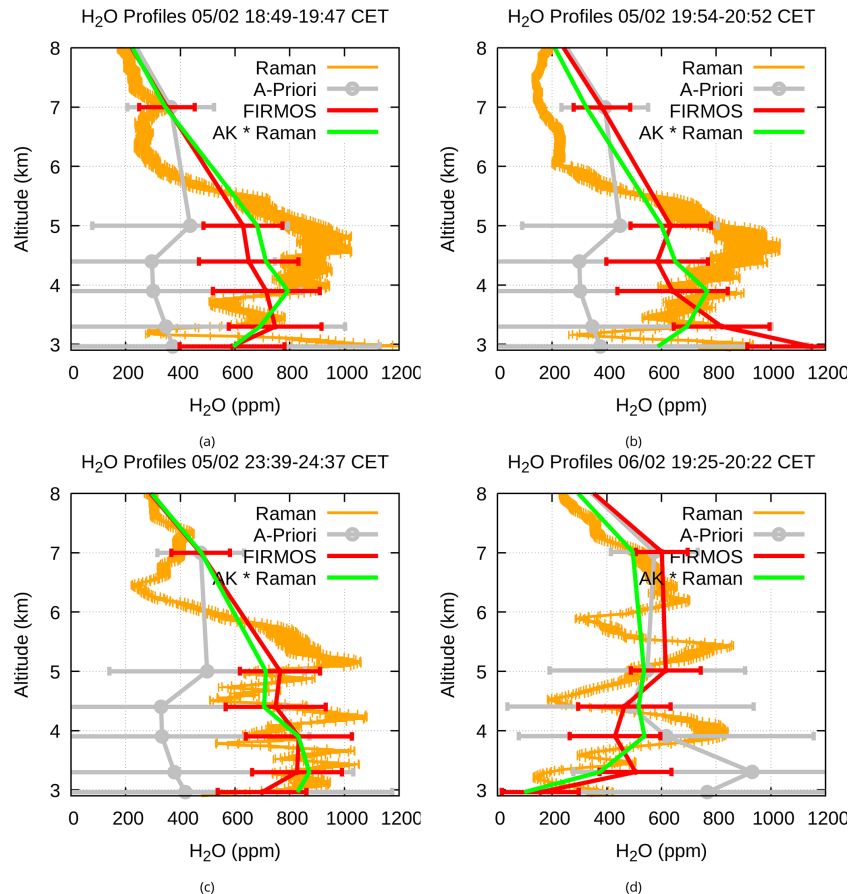 H₂O Profiles 05/02 18:49-19:47 CET
Raman
A-Priori
FIRMOS
AK * Raman
Altitude (km)
8
7
6
5
4
3
0 200 400 600 800 1000 1200
H₂O (ppm)
(a)
H₂O Profiles 05/02 19:54-20:52 CET
Raman
A-Priori
FIRMOS
AK * Raman
Altitude (km)
8
7
6
5
4
3
0 200 400 600 800 1000 1200
H₂O (ppm)
(b)
H₂O Profiles 05/02 23:39-24:37 CET
Raman
A-Priori
FIRMOS
AK * Raman
Altitude (km)
8
7
6
5
4
3
0 200 400 600 800 1000 1200
H₂O (ppm)
(c)
H₂O Profiles 06/02 19:25-20:22 CET
Raman
A-Priori
FIRMOS
AK * Raman
Altitude (km)
8
7
6
5
4
3
0 200 400 600 800 1000 1200
H₂O (ppm)
(d)